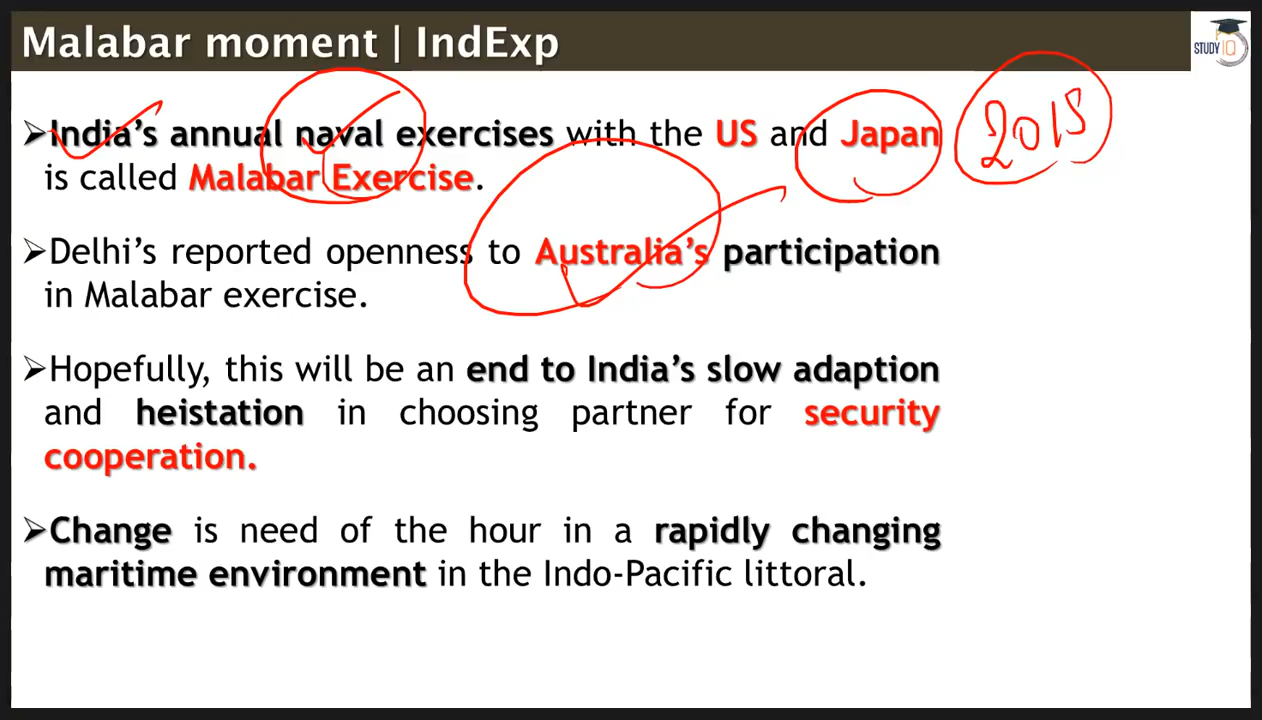 Malabar moment | IndExp
STUDY IQ
➢India's annual naval exercises with the US and Japan 2015
is called Malabar Exercise.
➢Delhi's reported openness to Australia's participation
in Malabar exercise.
➢Hopefully, this will be an end to India's slow adaption
and heistation in choosing partner for security
cooperation.
➢Change is need of the hour in a rapidly changing
maritime environment in the Indo-Pacific littoral.